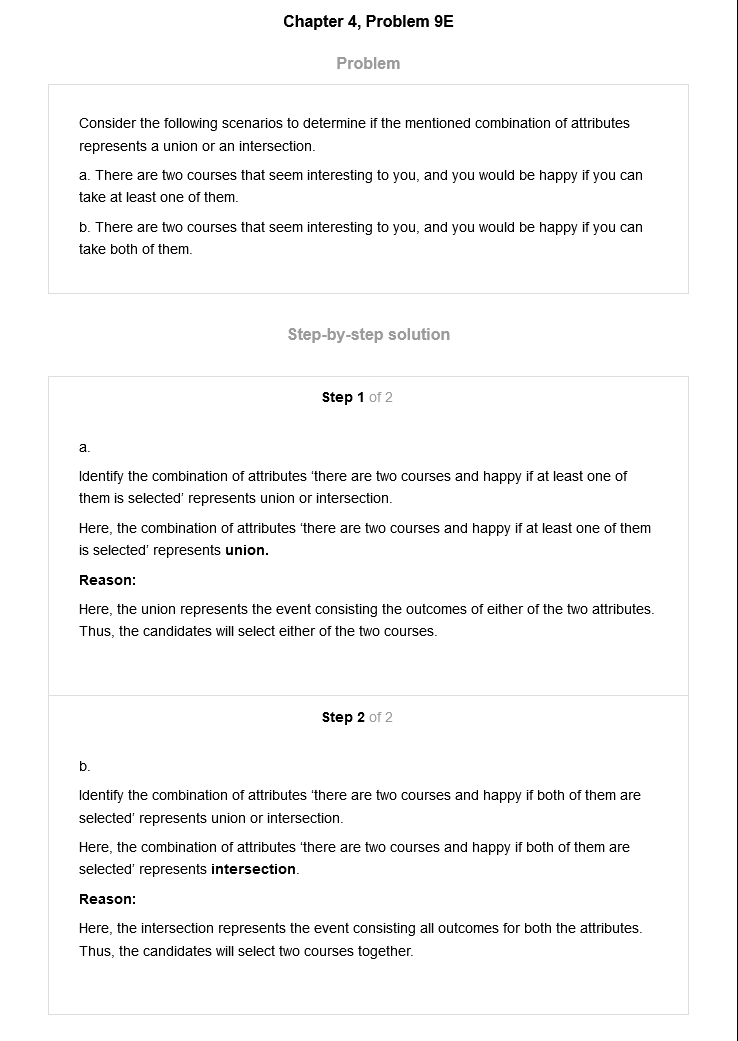 Chapter 4, Problem 9E
Problem
Consider the following scenarios to determine if the mentioned combination of attributes
represents a union or an intersection.
a. There are two courses that seem interesting to you, and you would be happy if you can
take at least one of them.
b. There are two courses that seem interesting to you, and you would be happy if you can
take both of them.
Step-by-step solution
Step 1 of 2
a.
Identify the combination of attributes ‘there are two courses and happy if at least one of
them is selected’ represents union or intersection.
Here, the combination of attributes ‘there are two courses and happy if at least one of them
is selected’ represents union.
Reason:
Here, the union represents the event consisting the outcomes of either of the two attributes.
Thus, the candidates will select either of the two courses.
Step 2 of 2
b.
Identify the combination of attributes ‘there are two courses and happy if both of them are
selected’ represents union or intersection.
Here, the combination of attributes ‘there are two courses and happy if both of them are
selected’ represents intersection.
Reason:
Here, the intersection represents the event consisting all outcomes for both the attributes.
Thus, the candidates will select two courses together.